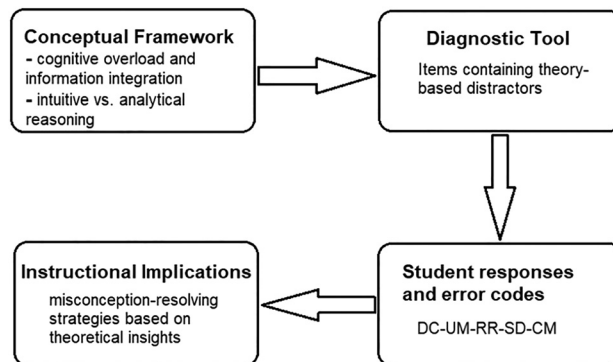 Conceptual Framework
- cognitive overload and
information integration
- intuitive vs. analytical
reasoning
Diagnostic Tool
Items containing theory-
based distractors
Student responses
and error codes
DC-UM-RR-SD-CM
Instructional Implications
misconception-resolving
strategies based on
theoretical insights